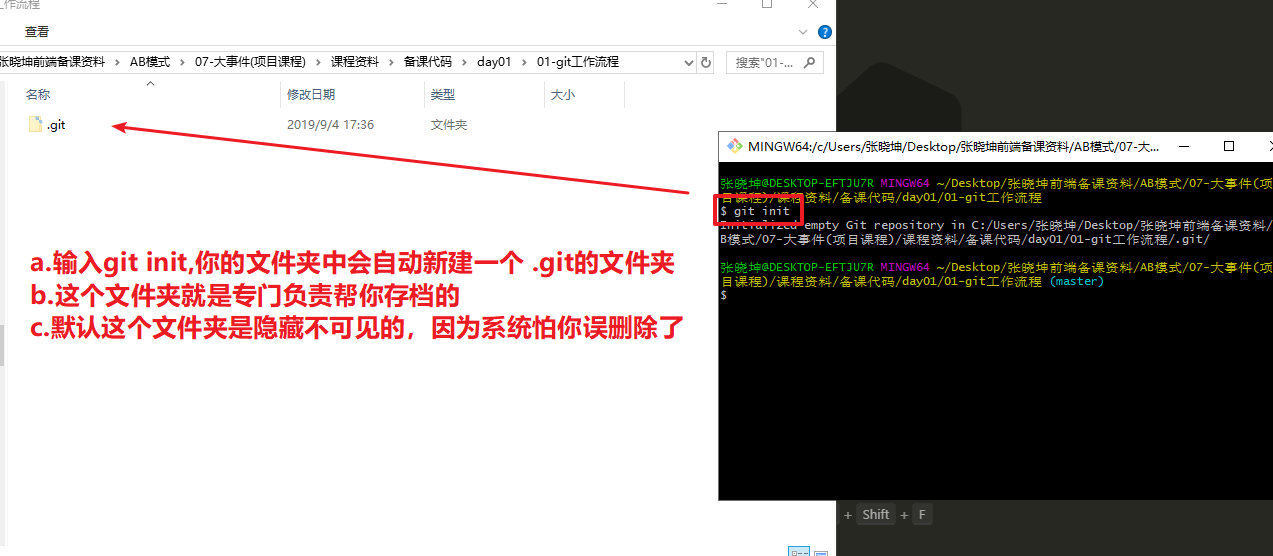 工作流程
查看
张晓坤前端备课资料 › AB模式 › 07-大事件(项目课程) › 课程资料 › 备课代码 › day01 › 01-git工作流程
搜索"01-...
名称 修改日期 类型 大小
.git 2019/9/4 17:36 文件夹
a.输入git init,你的文件夹中会自动新建一个 .git的文件夹
b.这个文件夹就是专门负责帮你存档的
c.默认这个文件夹是隐藏不可见的，因为系统怕你误删除了
MINGW64:/c/Users/张晓坤/Desktop/张晓坤前端备课资料/AB模式/07-大...
张晓坤@DESKTOP-EFTJU7R MINGW64 ~/Desktop/张晓坤前端备课资料/AB模式/07-大事件(项
目课程)/课程资料/备课代码/day01/01-git工作流程
$ git init
Initialized empty Git repository in C:/Users/张晓坤/Desktop/张晓坤前端备课资料/
B模式/07-大事件(项目课程)/课程资料/备课代码/day01/01-git工作流程/.git/
张晓坤@DESKTOP-EFTJU7R MINGW64 ~/Desktop/张晓坤前端备课资料/AB模式/07-大事件(项
目课程)/课程资料/备课代码/day01/01-git工作流程 (master)
$
+ Shift + F